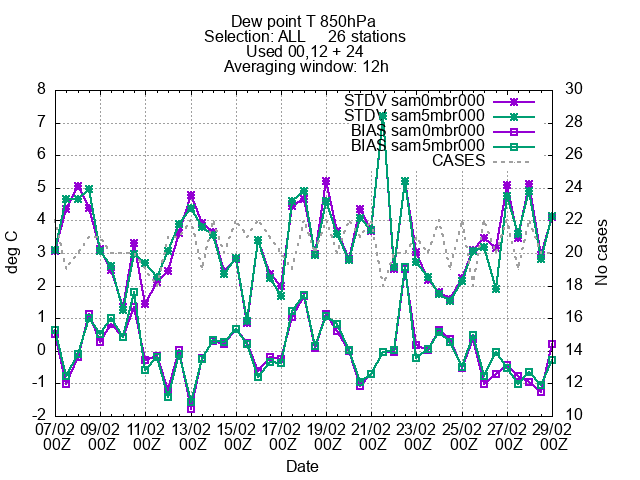 Dew point T 850hPa
Selection: ALL     26 stations
Used 00,12 + 24
Averaging window: 12h
8
7
6
5
4
3
2
1
0
-1
-2
deg C
30
28
26
24
22
20
18
16
14
12
10
No cases
STDV sam0mbr000
STDV sam5mbr000
BIAS sam0mbr000
BIAS sam5mbr000
CASES
07/02 09/02 11/02 13/02 15/02 17/02 19/02 21/02 23/02 25/02 27/02 29/02
00Z 00Z 00Z 00Z 00Z 00Z 00Z 00Z 00Z 00Z 00Z 00Z
Date